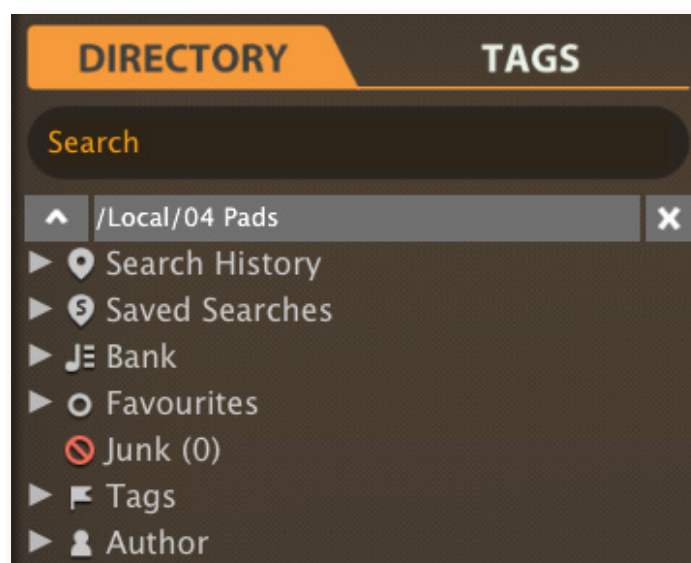 DIRECTORY TAGS
Search
/Local/04 Pads
Search History
Saved Searches
Bank
Favourites
Junk (0)
Tags
Author